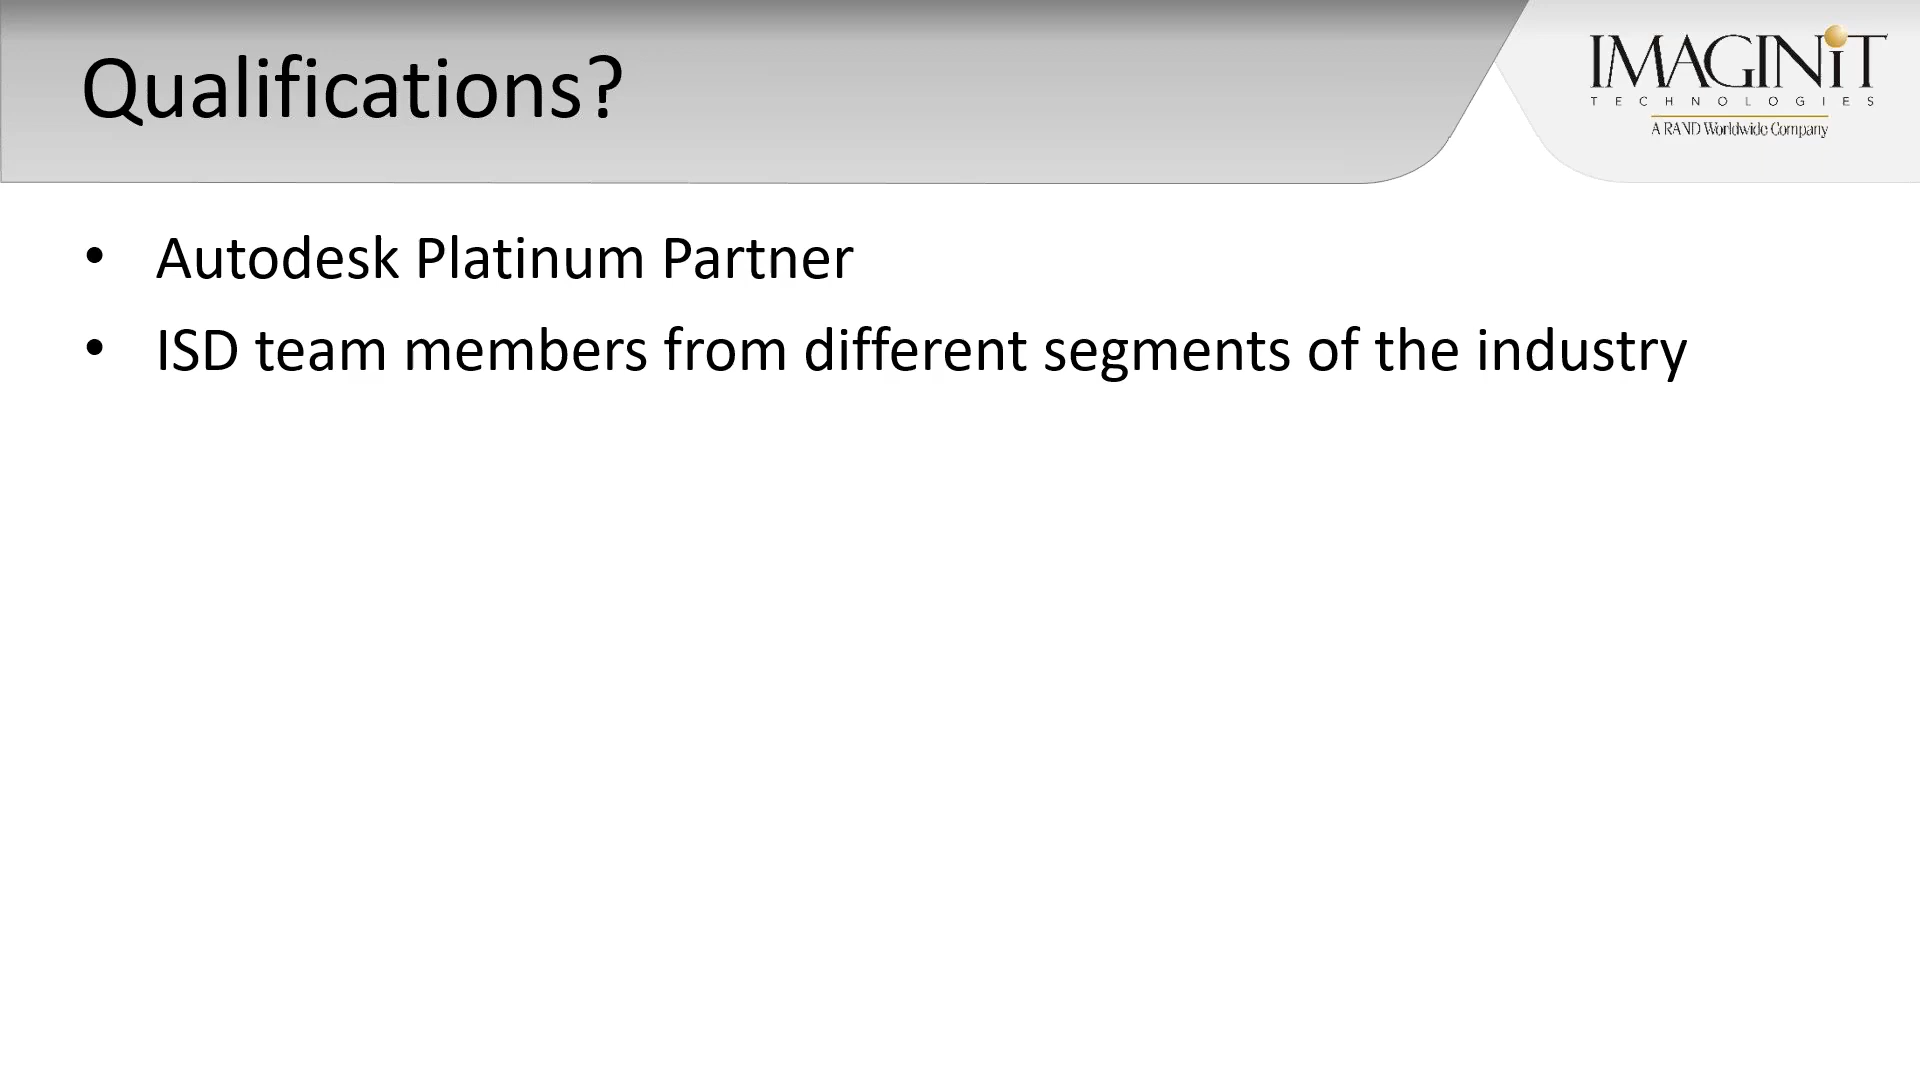 Qualifications?
IMAGINiT
TECHNOLOGIES
A RAND Worldwide Company
• Autodesk Platinum Partner
• ISD team members from different segments of the industry